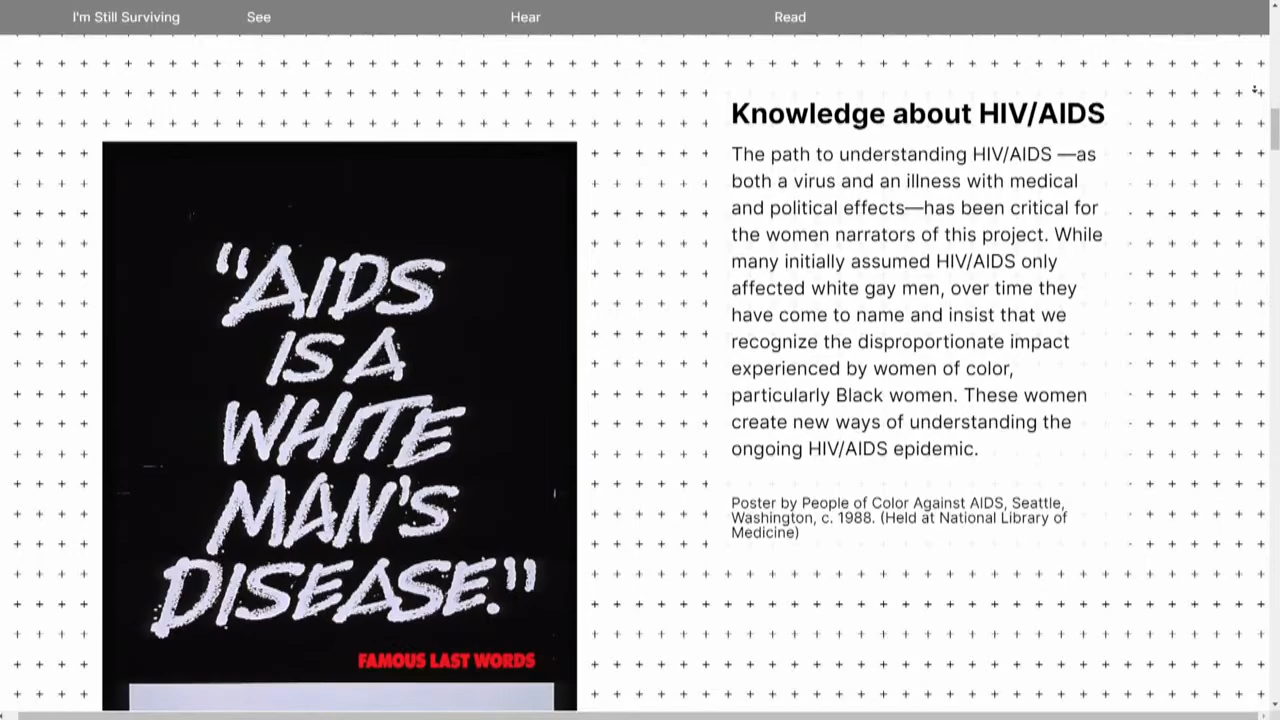 I'm Still Surviving
See
Hear
Read
"AIDS
IS A
WHITE
MAN'S
DISEASE."
FAMOUS LAST WORDS
Knowledge about HIV/AIDS
The path to understanding HIV/AIDS —as
both a virus and an illness with medical
and political effects—has been critical for
the women narrators of this project. While
many initially assumed HIV/AIDS only
affected white gay men, over time they
have come to name and insist that we
recognize the disproportionate impact
experienced by women of color,
particularly Black women. These women
create new ways of understanding the
ongoing HIV/AIDS epidemic.
Poster by People of Color Against AIDS, Seattle,
Washington, c. 1988. (Held at National Library of
Medicine)